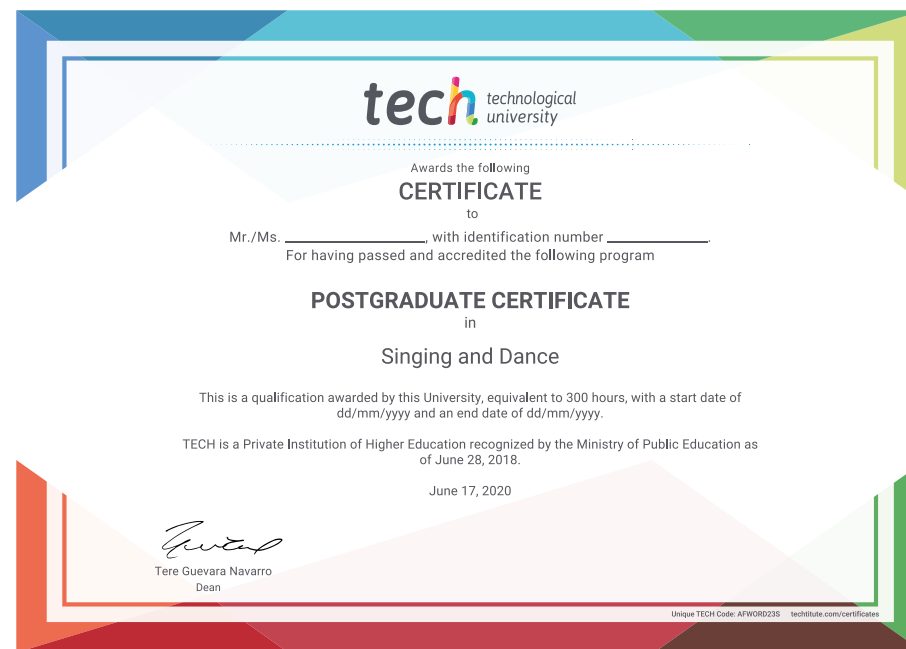 tech technological university
Awards the following
CERTIFICATE
to
Mr./Ms. ____________________, with identification number ______________.
For having passed and accredited the following program
POSTGRADUATE CERTIFICATE
in
Singing and Dance
This is a qualification awarded by this University, equivalent to 300 hours, with a start date of
dd/mm/yyyy and an end date of dd/mm/yyyy.
TECH is a Private Institution of Higher Education recognized by the Ministry of Public Education as
of June 28, 2018.
June 17, 2020
Tere Guevara Navarro
Dean
Unique TECH Code: AFWORD23S techtitute.com/certificates